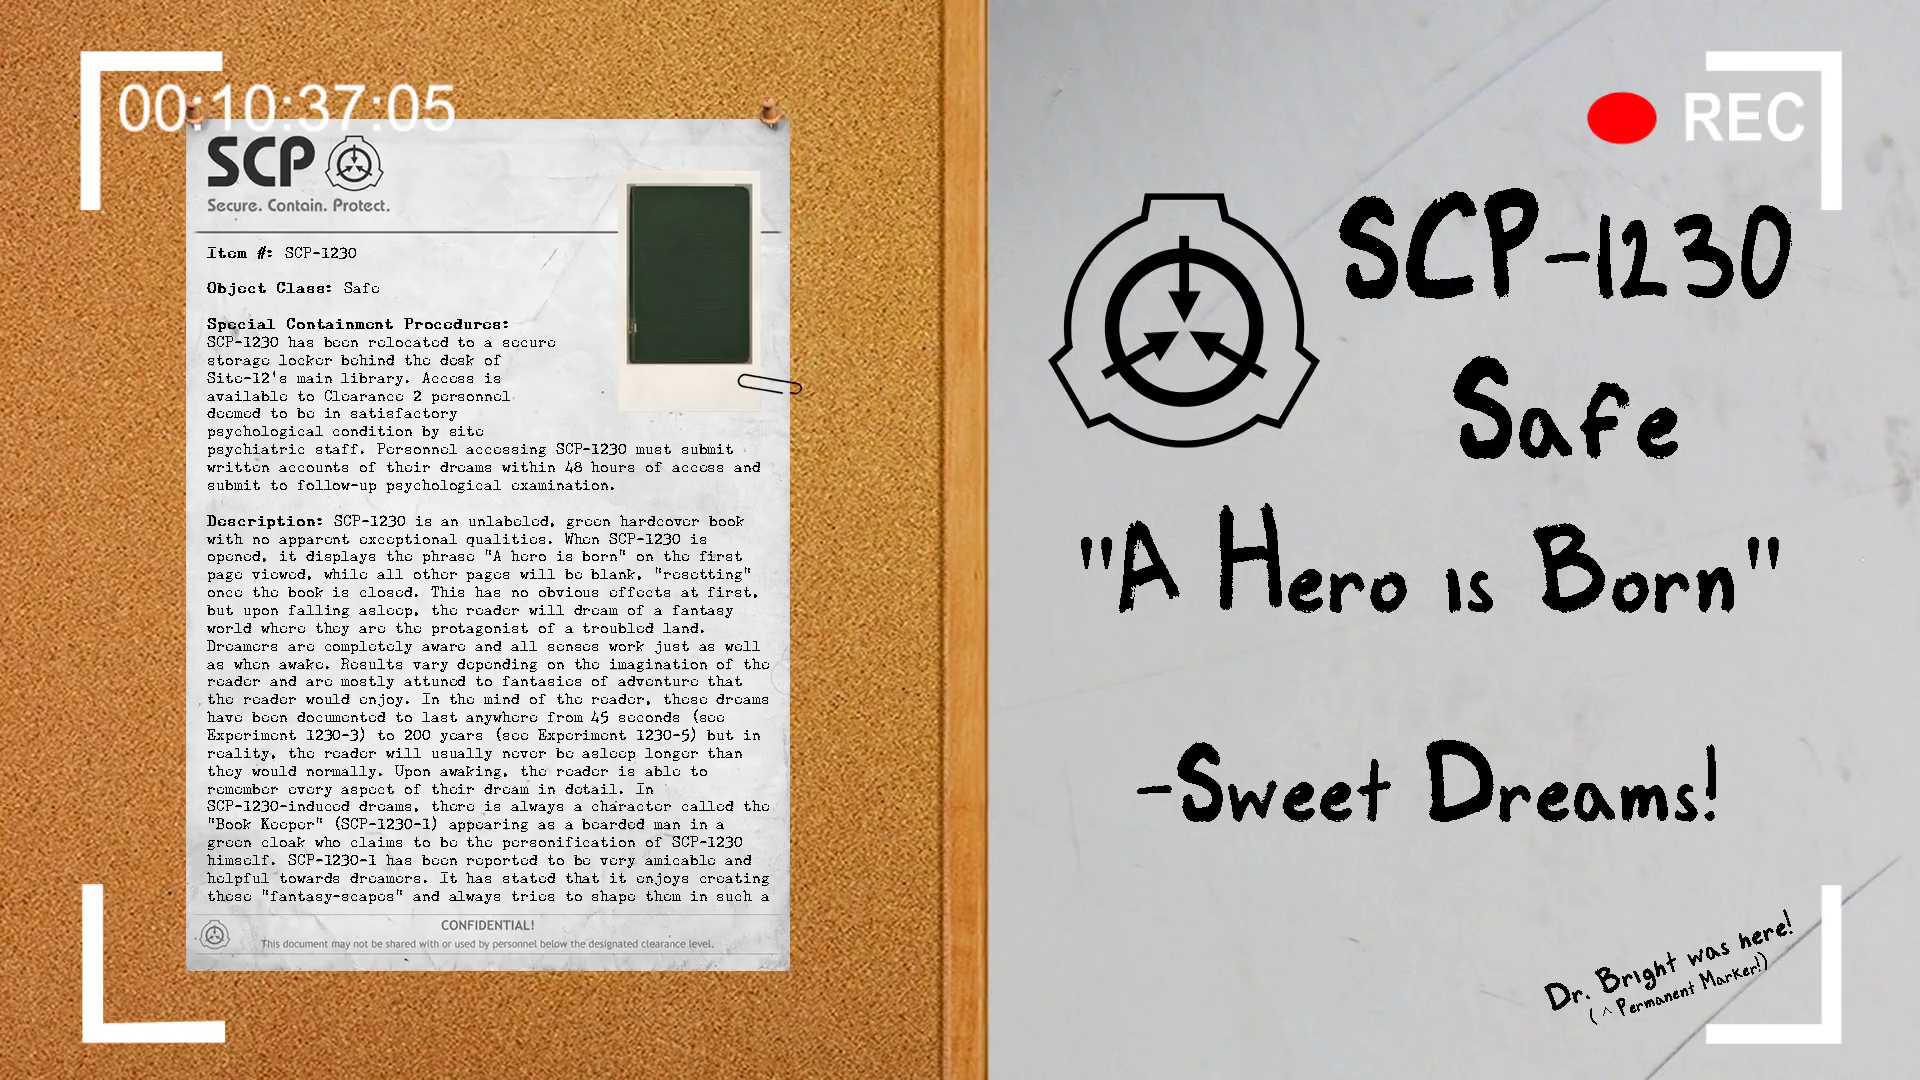 00:10:37:05
REC
SCP
Secure. Contain. Protect.
Item #: SCP-1230
Object Class: Safe
Special Containment Procedures:
SCP-1230 has been relocated to a secure
storage locker behind the desk of
Site-12's main library. Access is
available to Clearance 2 personnel
deemed to be in satisfactory
psychological condition by site
psychiatric staff. Personnel accessing SCP-1230 must submit
written accounts of their dreams within 48 hours of access and
submit to follow-up psychological examination.
Description: SCP-1230 is an unlabeled, green hardcover book
with no apparent exceptional qualities. When SCP-1230 is
opened, it displays the phrase "A hero is born" on the first
page viewed, while all other pages will be blank, "resetting"
once the book is closed. This has no obvious effects at first,
but upon falling asleep, the reader will dream of a fantasy
world where they are the protagonist of a troubled land.
Dreamers are completely aware and all senses work just as well
as when awake. Results vary depending on the imagination of the
reader and are mostly attuned to fantasies of adventure that
the reader would enjoy. In the mind of the reader, these dreams
have been documented to last anywhere from 45 seconds (see
Experiment 1230-3) to 200 years (see Experiment 1230-5) but in
reality, the reader will usually never be asleep longer than
they would normally. Upon awaking, the reader is able to
remember every aspect of their dream in detail. In
SCP-1230-induced dreams, there is always a character called the
"Book Keeper" (SCP-1230-1) appearing as a bearded man in a
green cloak who claims to be the personification of SCP-1230
himself. SCP-1230-1 has been reported to be very amicable and
helpful towards dreamers. It has stated that it enjoys creating
these "fantasy-scapes" and always tries to shape them in such a
CONFIDENTIAL!
This document may not be shared with or used by personnel below the designated clearance level.
SCP-1230
Safe
"A Hero is Born"
-Sweet Dreams!
Dr. Bright was here!
(^ Permanent Marker!)